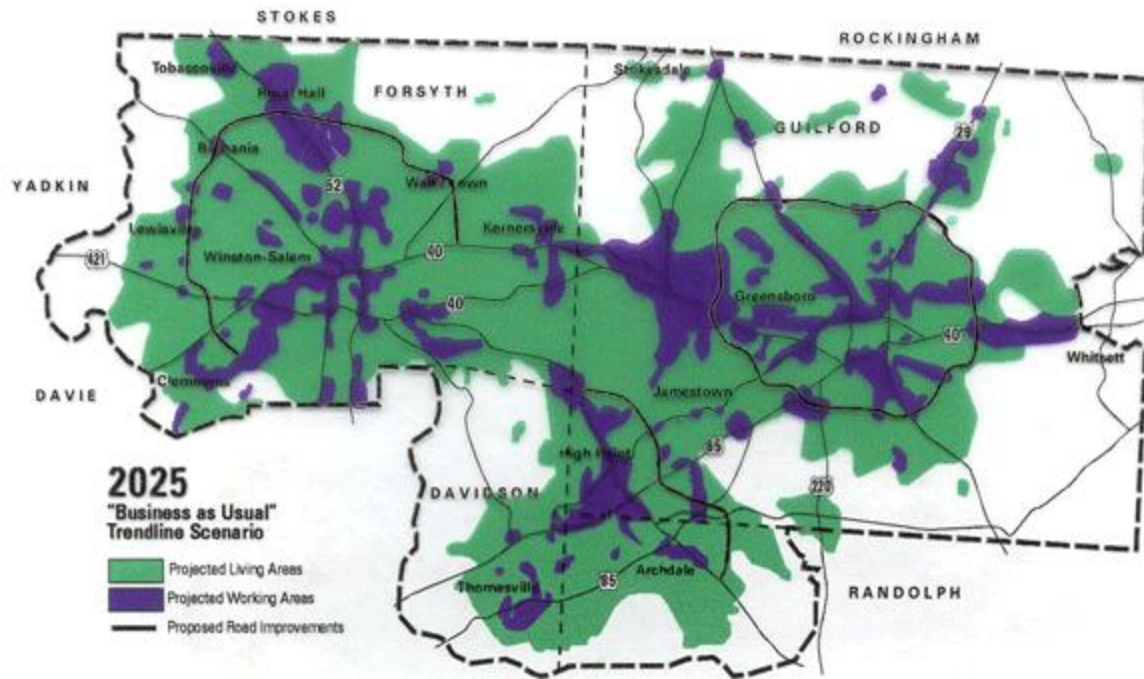 STOKES
ROCKINGHAM
Tobaccoville
Stokesdale
Rural Hall
FORSYTH
29
GUILFORD
Bethania
52
Walkertown
YADKIN
Lewisville
Kernersville
421
Winston-Salem
40
40
Greensboro
40
Whitsett
Clemmons
Jamestown
DAVIE
High Point
85
2025
"Business as Usual"
Trendline Scenario
DAVIDSON
220
Projected Living Areas
Projected Working Areas
Proposed Road Improvements
Thomasville
85
Archdale
RANDOLPH